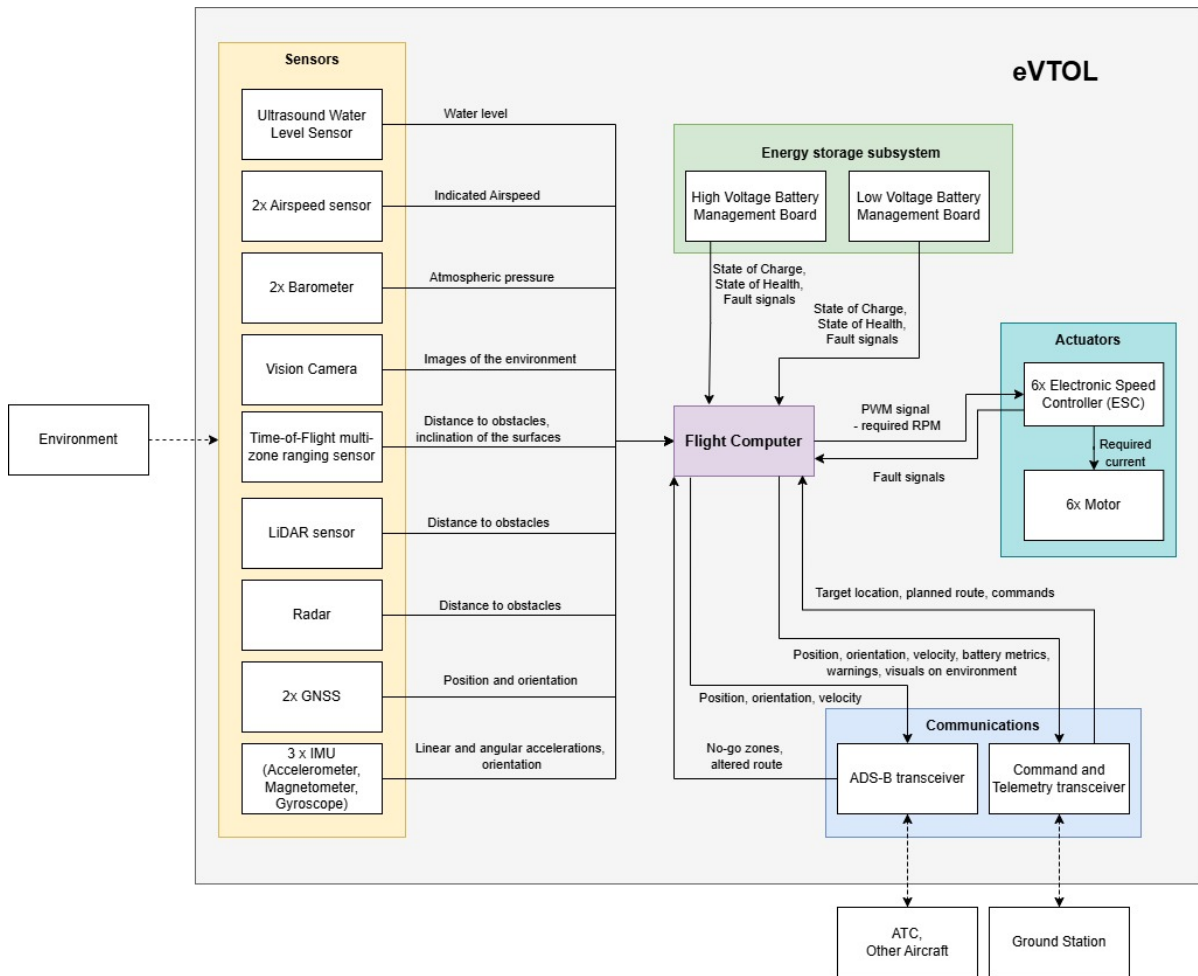 eVTOL
Sensors
Ultrasound Water
Level Sensor
Water level
2x Airspeed sensor
Indicated Airspeed
2x Barometer
Atmospheric pressure
Vision Camera
Images of the environment
Time-of-Flight multi-
zone ranging sensor
Distance to obstacles,
inclination of the surfaces
LiDAR sensor
Distance to obstacles
Radar
Distance to obstacles
2x GNSS
Position and orientation
3 x IMU
(Accelerometer,
Magnetometer,
Gyroscope)
Linear and angular accelerations,
orientation
Environment
Energy storage subsystem
High Voltage Battery
Management Board
Low Voltage Battery
Management Board
State of Charge,
State of Health,
Fault signals
State of Charge,
State of Health,
Fault signals
Flight Computer
PWM signal
- required RPM
Fault signals
Actuators
6x Electronic Speed
Controller (ESC)
Required
current
6x Motor
Target location, planned route, commands
Position, orientation, velocity, battery metrics,
warnings, visuals on environment
Position, orientation, velocity
No-go zones,
altered route
Communications
ADS-B transceiver
Command and
Telemetry transceiver
ATC,
Other Aircraft
Ground Station